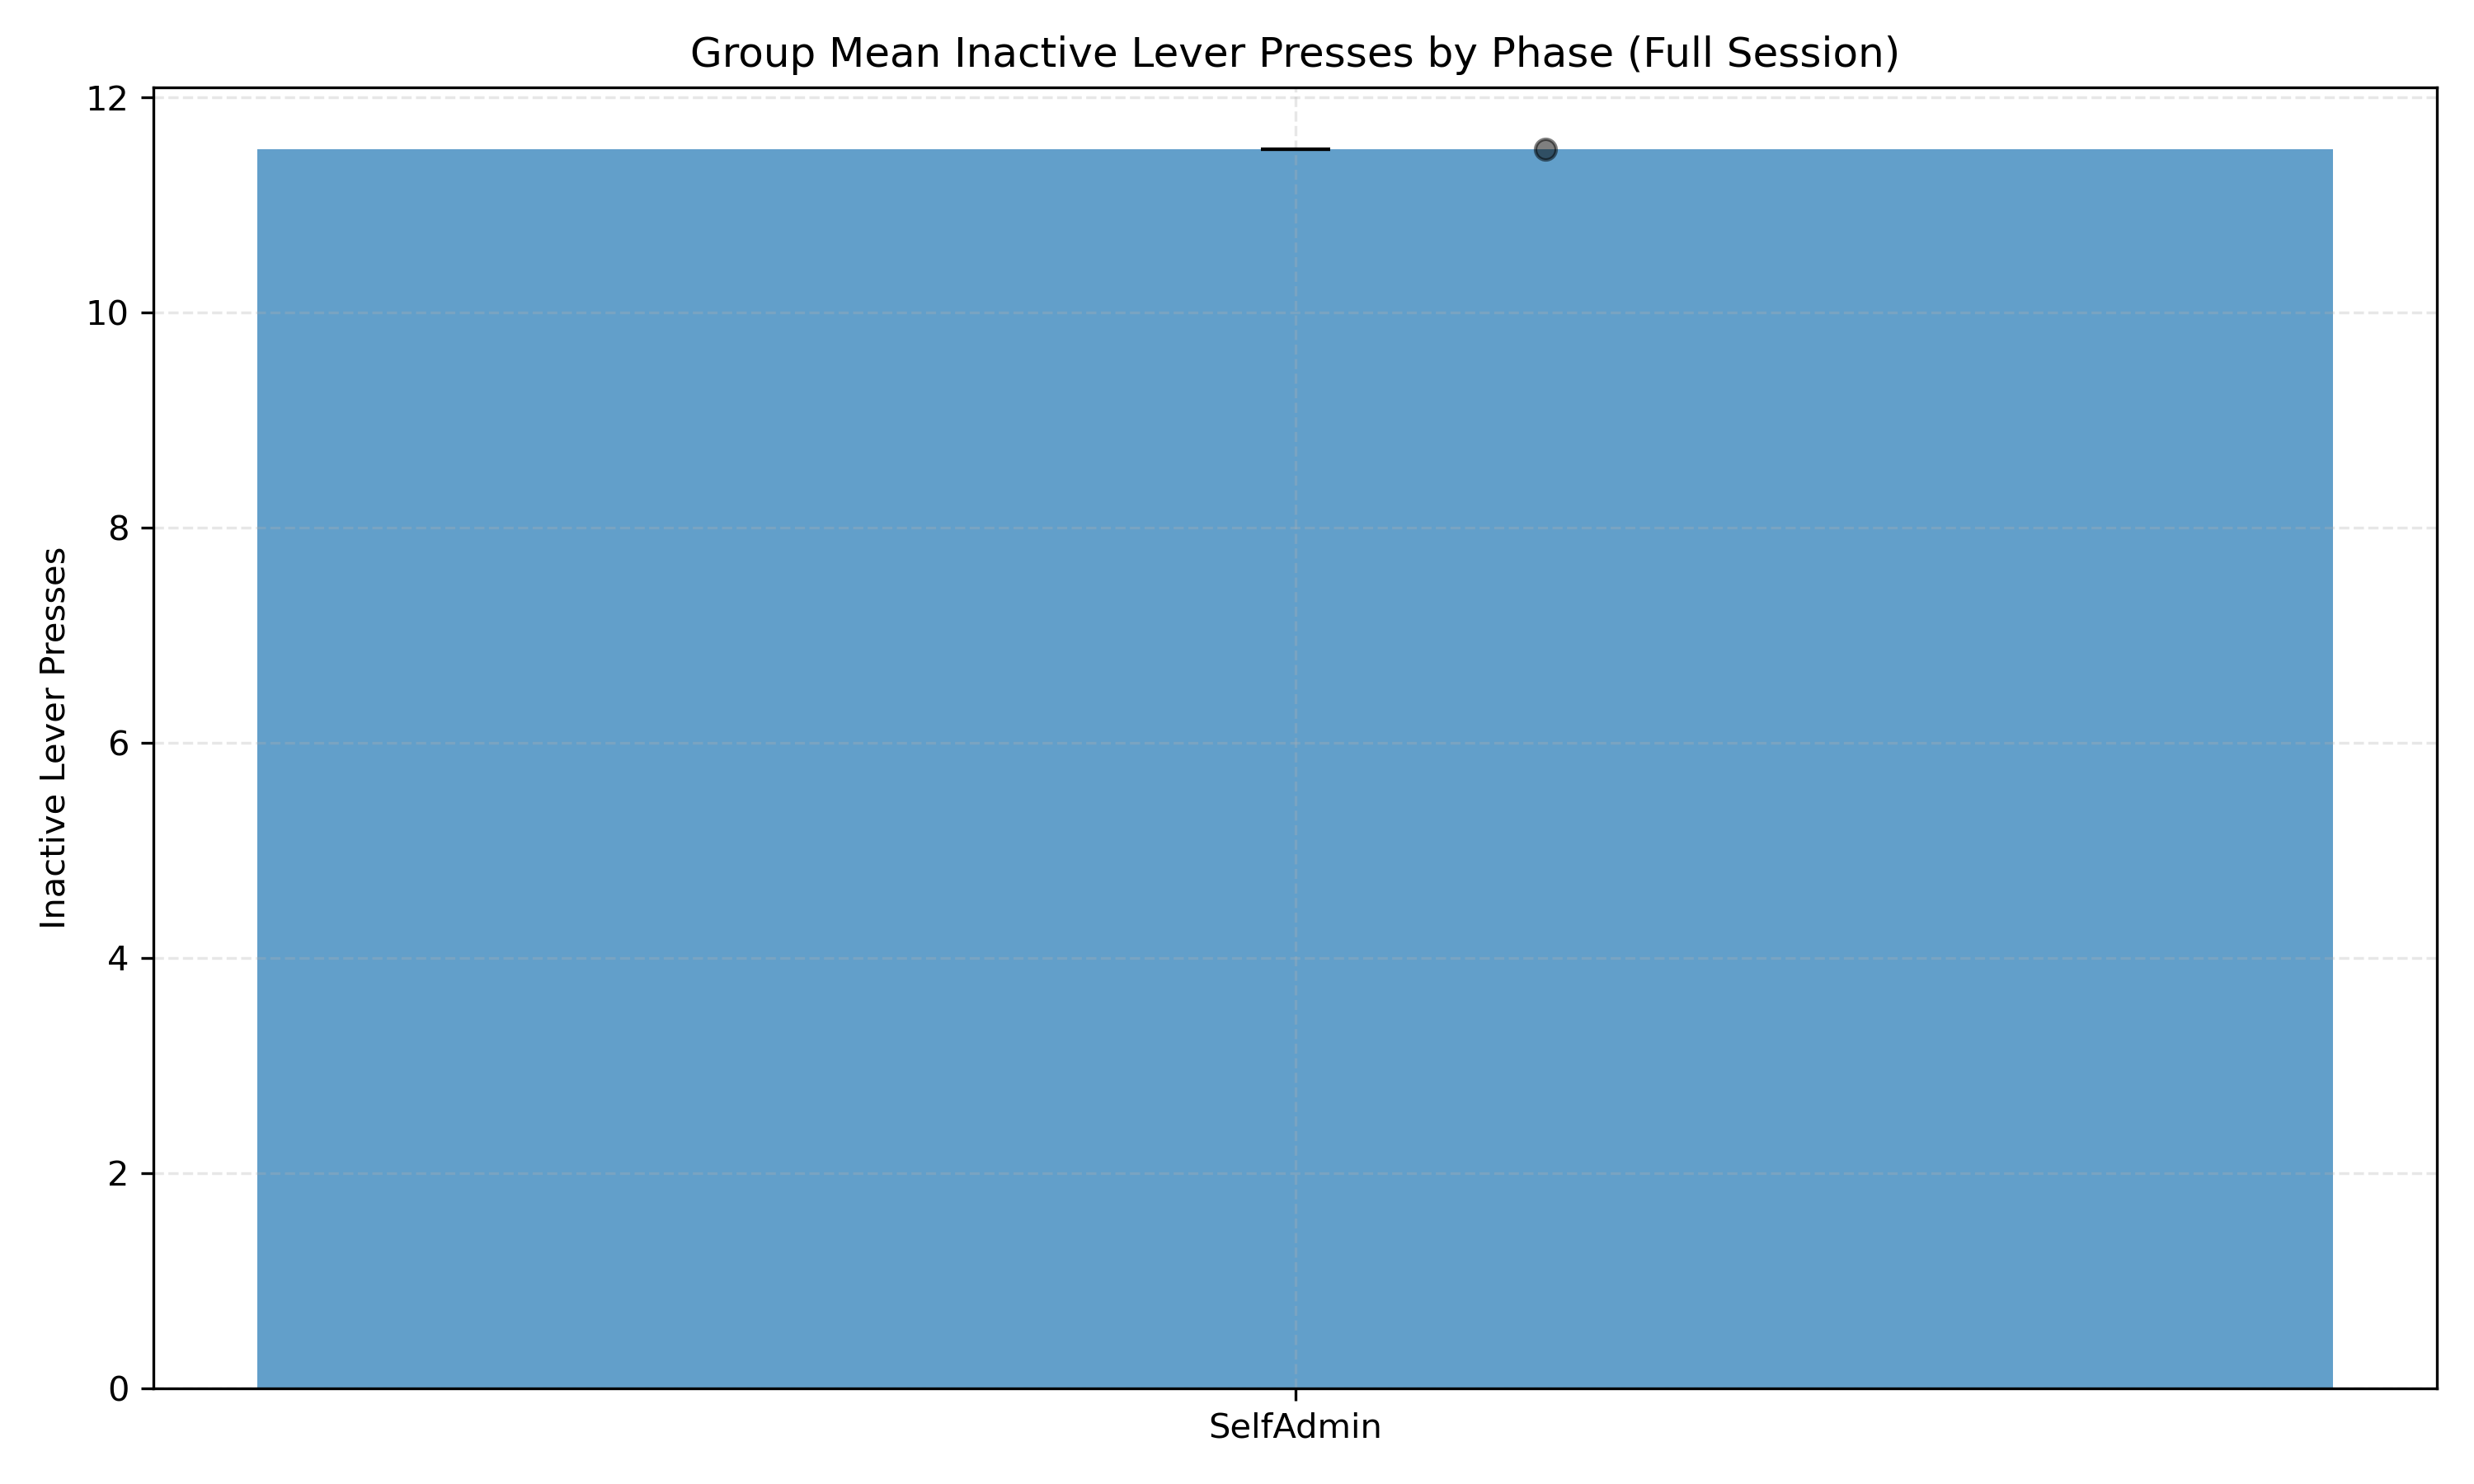 Group Mean Inactive Lever Presses by Phase (Full Session)
12
10
8
6
4
2
0
Inactive Lever Presses
SelfAdmin